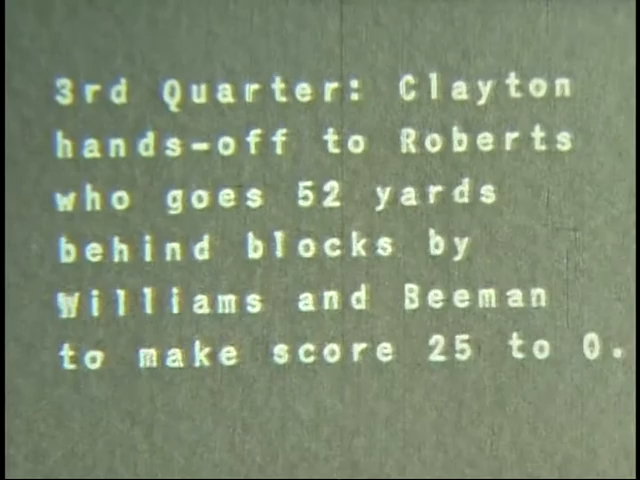 3rd Quarter: Clayton
hands-off to Roberts
who goes 52 yards
behind blocks by
Williams and Beeman
to make score 25 to 0.